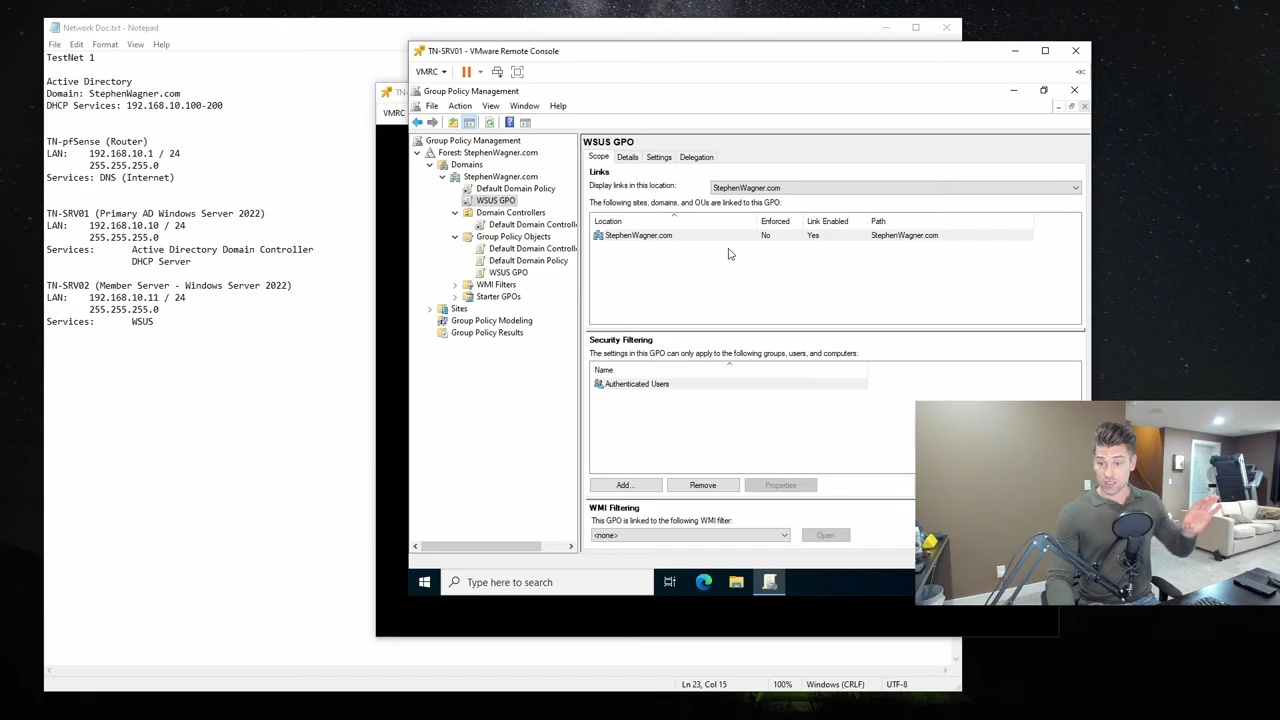 Network Doc.txt - Notepad
File Edit Format View Help
TestNet 1
Active Directory
Domain: StephenWagner.com
DHCP Services: 192.168.10.100-200
TN-pfSense (Router)
LAN: 192.168.10.1 / 24
255.255.255.0
Services: DNS (Internet)
TN-SRV01 (Primary AD Windows Server 2022)
LAN: 192.168.10.10 / 24
255.255.255.0
Services: Active Directory Domain Controller
DHCP Server
TN-SRV02 (Member Server - Windows Server 2022)
LAN: 192.168.10.11 / 24
255.255.255.0
Services: WSUS
Ln 23, Col 15 100% Windows (CRLF) UTF-8
TN-
VMRC
TN-SRV01 - VMware Remote Console
VMRC
Group Policy Management
File Action View Window Help
Group Policy Management
Forest: StephenWagner.com
Domains
StephenWagner.com
Default Domain Policy
WSUS GPO
Domain Controllers
Default Domain Controll
Group Policy Objects
Default Domain Controll
Default Domain Policy
WSUS GPO
WMI Filters
Starter GPOs
Sites
Group Policy Modeling
Group Policy Results
WSUS GPO
Scope Details Settings Delegation
Links
Display links in this location: StephenWagner.com
The following sites, domains, and OUs are linked to this GPO:
Location Enforced Link Enabled Path
StephenWagner.com No Yes StephenWagner.com
Security Filtering
The settings in this GPO can only apply to the following groups, users, and computers:
Name
Authenticated Users
Add... Remove Properties
WMI Filtering
This GPO is linked to the following WMI filter:
<none> Open
Type here to search